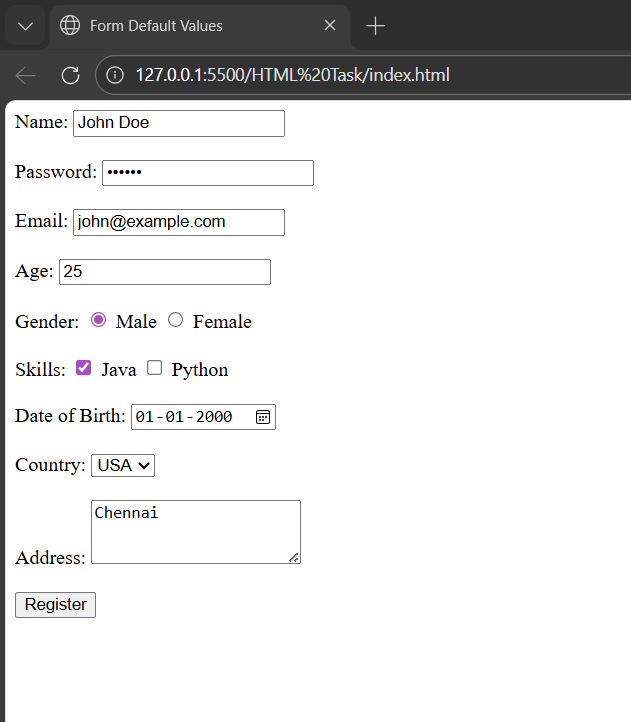 Form Default Values
127.0.0.1:5500/HTML%20Task/index.html
Name: John Doe
Password: ••••••
Email: john@example.com
Age: 25
Gender: Male Female
Skills: Java Python
Date of Birth: 01-01-2000
Country: USA
Chennai
Address:
Register